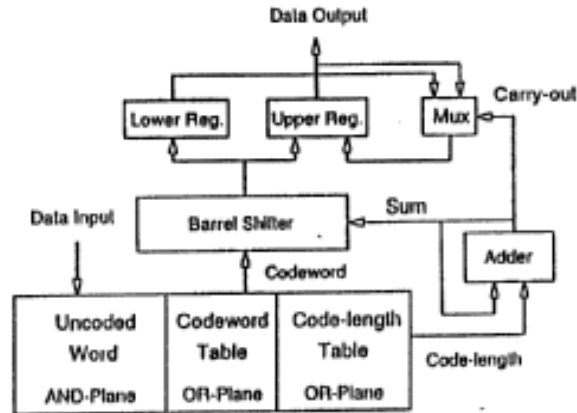 Data Output
Lower Reg.
Upper Reg.
Mux
Carry-out
Data Input
Barrel Shifter
Sum
Adder
Codeword
Uncoded
Word
AND-Plane
Codeword
Table
OR-Plane
Code-length
Table
OR-Plane
Code-length